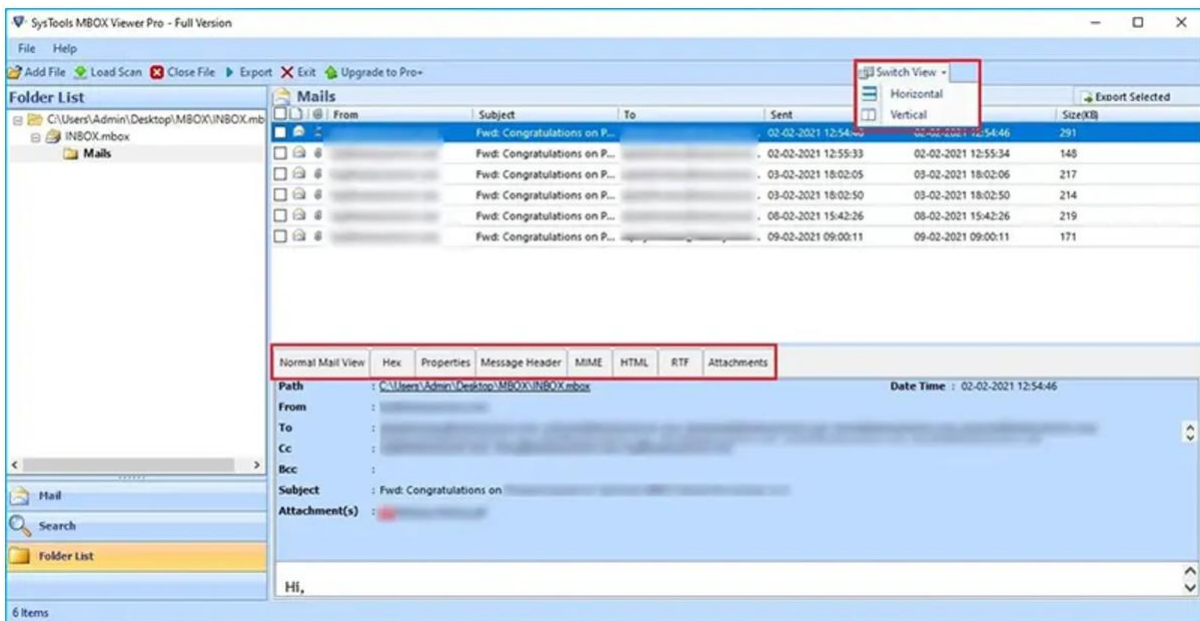 SysTools MBOX Viewer Pro - Full Version
File Help
Add File Load Scan Close File Export Exit Upgrade to Pro+ Switch View
Horizontal
Vertical
Folder List
C:\Users\Admin\Desktop\MBOX\INBOX.mb
INBOX.mbox
Mails
Mails
Export Selected
From Subject To Sent Size(KB)
Fwd: Congratulations on P... 02-02-2021 12:54:46 291
Fwd: Congratulations on P... 02-02-2021 12:55:33 02-02-2021 12:55:34 148
Fwd: Congratulations on P... 03-02-2021 18:02:05 03-02-2021 18:02:06 217
Fwd: Congratulations on P... 03-02-2021 18:02:50 03-02-2021 18:02:50 214
Fwd: Congratulations on P... 08-02-2021 15:42:26 08-02-2021 15:42:26 219
Fwd: Congratulations on P... 09-02-2021 09:00:11 09-02-2021 09:00:11 171
Normal Mail View Hex Properties Message Header MIME HTML RTF Attachments
Path : C:\Users\Admin\Desktop\MBOX\INBOX.mbox Date Time : 02-02-2021 12:54:46
From :
To :
Cc :
Bcc :
Subject : Fwd: Congratulations on
Attachment(s) :
Hi,
Mail
Search
Folder List
6 Items